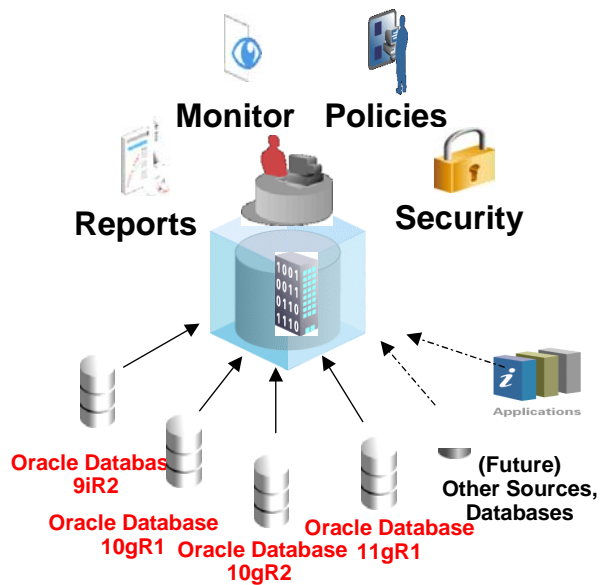 Monitor
Policies
Reports
Security
1001
0011
0110
1110
i
Applications
Oracle Databas
9iR2
(Future)
Other Sources,
Databases
Oracle Database
10gR1
Oracle Database
11gR1
Oracle Database
10gR2